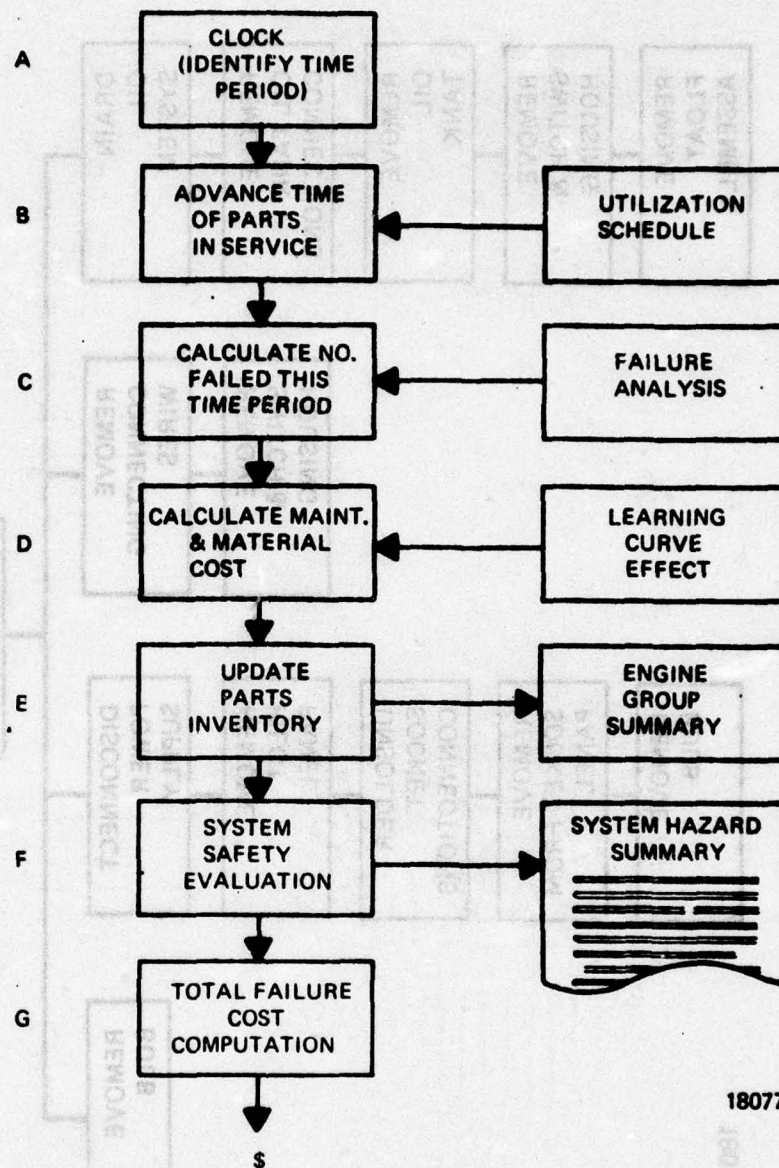 A
CLOCK
(IDENTIFY TIME
PERIOD)
B
ADVANCE TIME
OF PARTS
IN SERVICE
UTILIZATION
SCHEDULE
C
CALCULATE NO.
FAILED THIS
TIME PERIOD
FAILURE
ANALYSIS
D
CALCULATE MAINT.
& MATERIAL
COST
LEARNING
CURVE
EFFECT
E
UPDATE
PARTS
INVENTORY
ENGINE
GROUP
SUMMARY
F
SYSTEM
SAFETY
EVALUATION
SYSTEM HAZARD
SUMMARY
G
TOTAL FAILURE
COST
COMPUTATION
18077
$